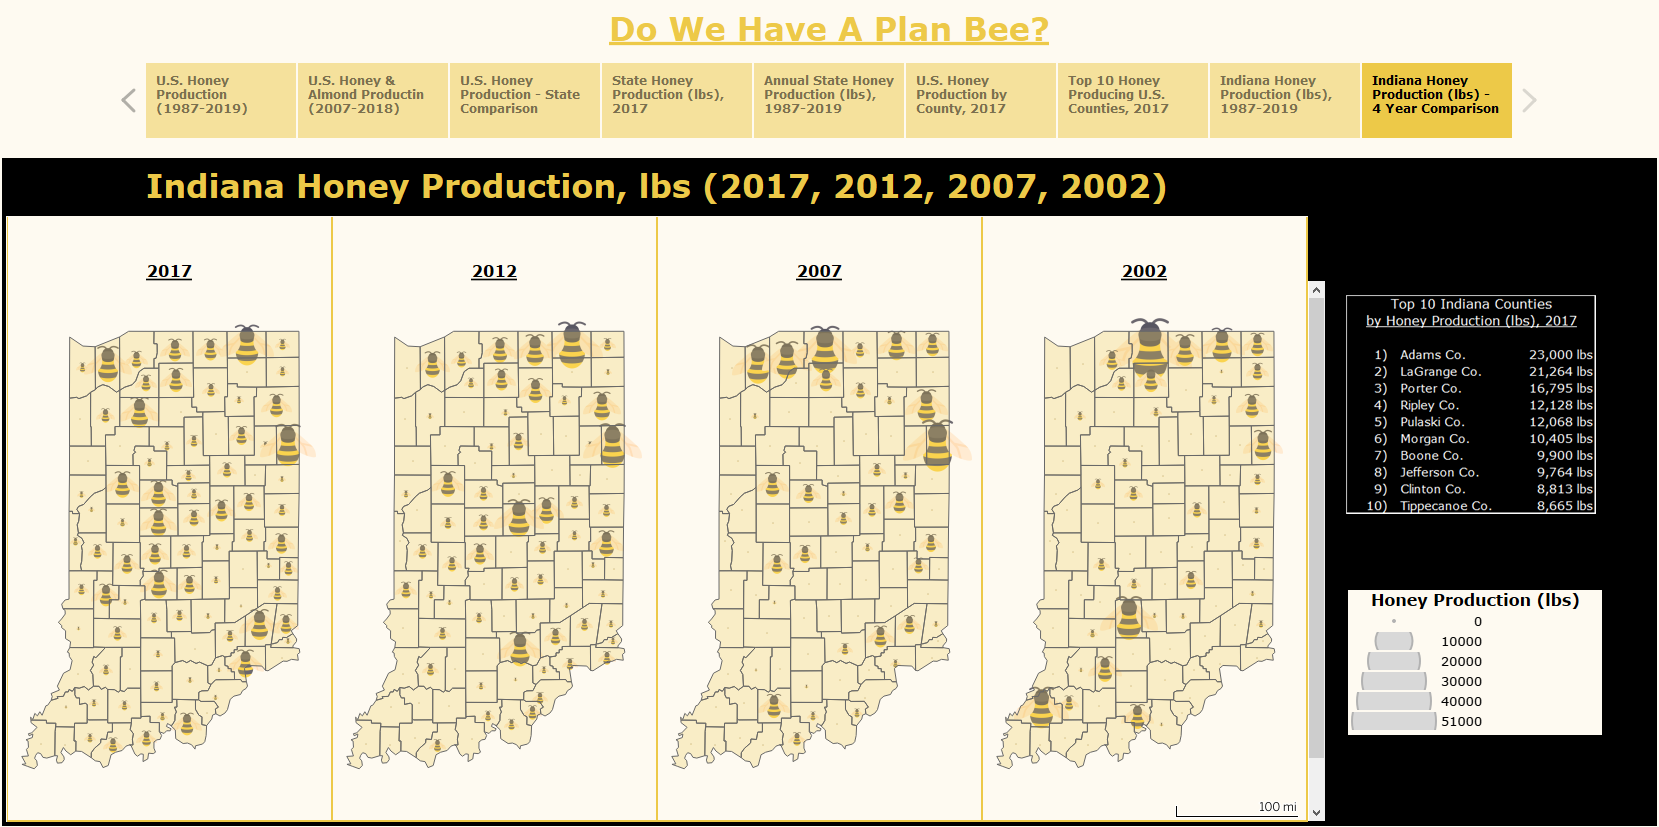 Do We Have A Plan Bee?
U.S. Honey
Production
(1987-2019)
U.S. Honey &
Almond Productin
(2007-2018)
U.S. Honey
Production - State
Comparison
State Honey
Production (lbs),
2017
Annual State Honey
Production (lbs),
1987-2019
U.S. Honey
Production by
County, 2017
Top 10 Honey
Producing U.S.
Counties, 2017
Indiana Honey
Production (lbs),
1987-2019
Indiana Honey
Production (lbs) -
4 Year Comparison
Indiana Honey Production, lbs (2017, 2012, 2007, 2002)
2017
2012
2007
2002
100 mi
Top 10 Indiana Counties
by Honey Production (lbs), 2017
1) Adams Co. 23,000 lbs
2) LaGrange Co. 21,264 lbs
3) Porter Co. 16,795 lbs
4) Ripley Co. 12,128 lbs
5) Pulaski Co. 12,068 lbs
6) Morgan Co. 10,405 lbs
7) Boone Co. 9,900 lbs
8) Jefferson Co. 9,764 lbs
9) Clinton Co. 8,813 lbs
10) Tippecanoe Co. 8,665 lbs
Honey Production (lbs)
0
10000
20000
30000
40000
51000